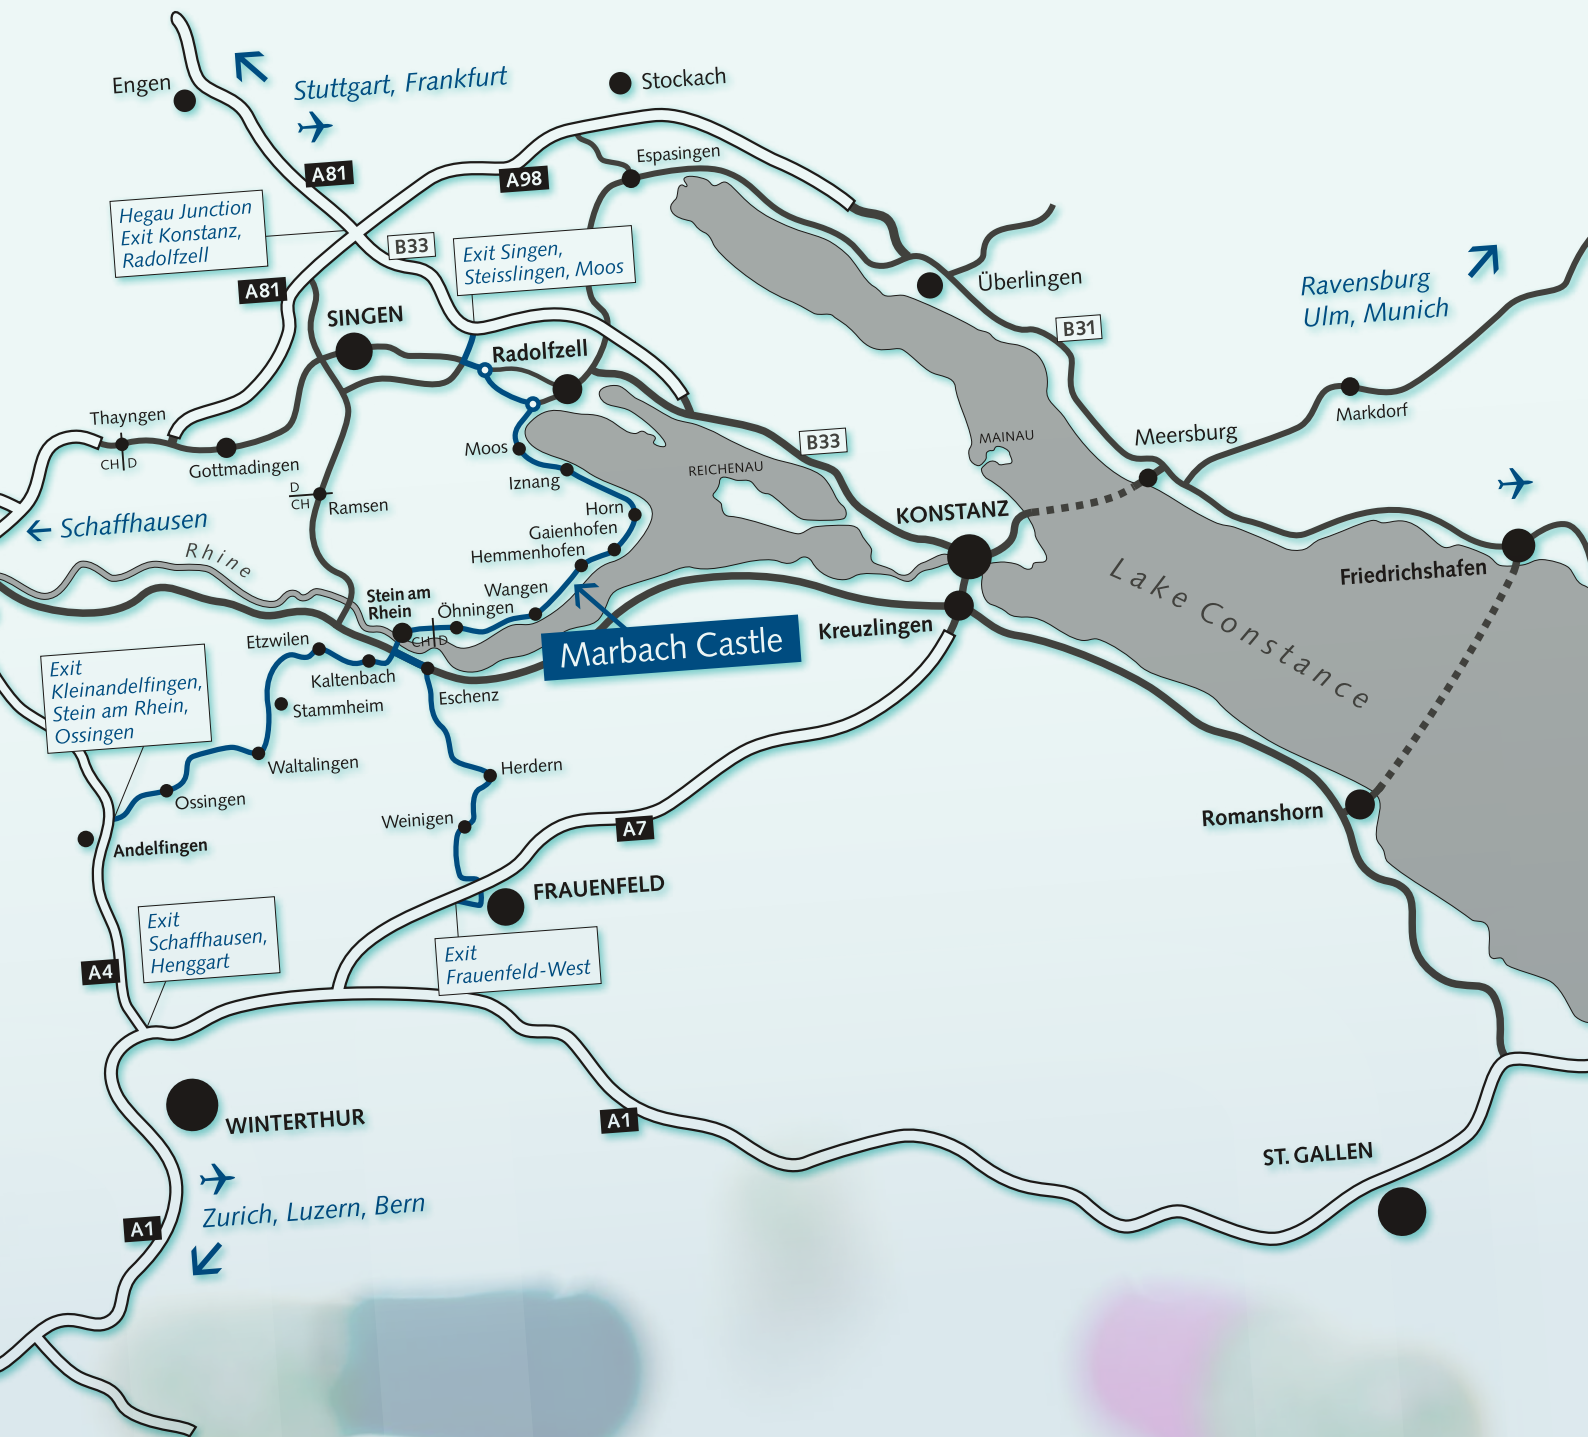 Engen
Stuttgart, Frankfurt
Stockach
A81
A98
Espasingen
Hegau Junction
Exit Konstanz,
Radolfzell
B33
Exit Singen,
Steisslingen, Moos
A81
Überlingen
Ravensburg
Ulm, Munich
SINGEN
B31
Radolfzell
Thayngen
CH D
Gottmadingen
Markdorf
Meersburg
MAINAU
B33
REICHENAU
Moos
Iznang
D
CH
Ramsen
Horn
Gaienhofen
Hemmenhofen
KONSTANZ
Schaffhausen
Rhine
Friedrichshafen
Lake Constance
Wangen
Stein am
Rhein
Öhningen
CH D
Marbach Castle
Kreuzlingen
Etzwilen
Kaltenbach
Eschenz
Exit
Kleinandelfingen,
Stein am Rhein,
Ossingen
Stammheim
Waltalingen
Herdern
Ossingen
Weinigen
A7
Romanshorn
Andelfingen
FRAUENFELD
Exit
Schaffhausen,
Henggart
Exit
Frauenfeld-West
A4
WINTERTHUR
A1
ST. GALLEN
Zurich, Luzern, Bern
A1